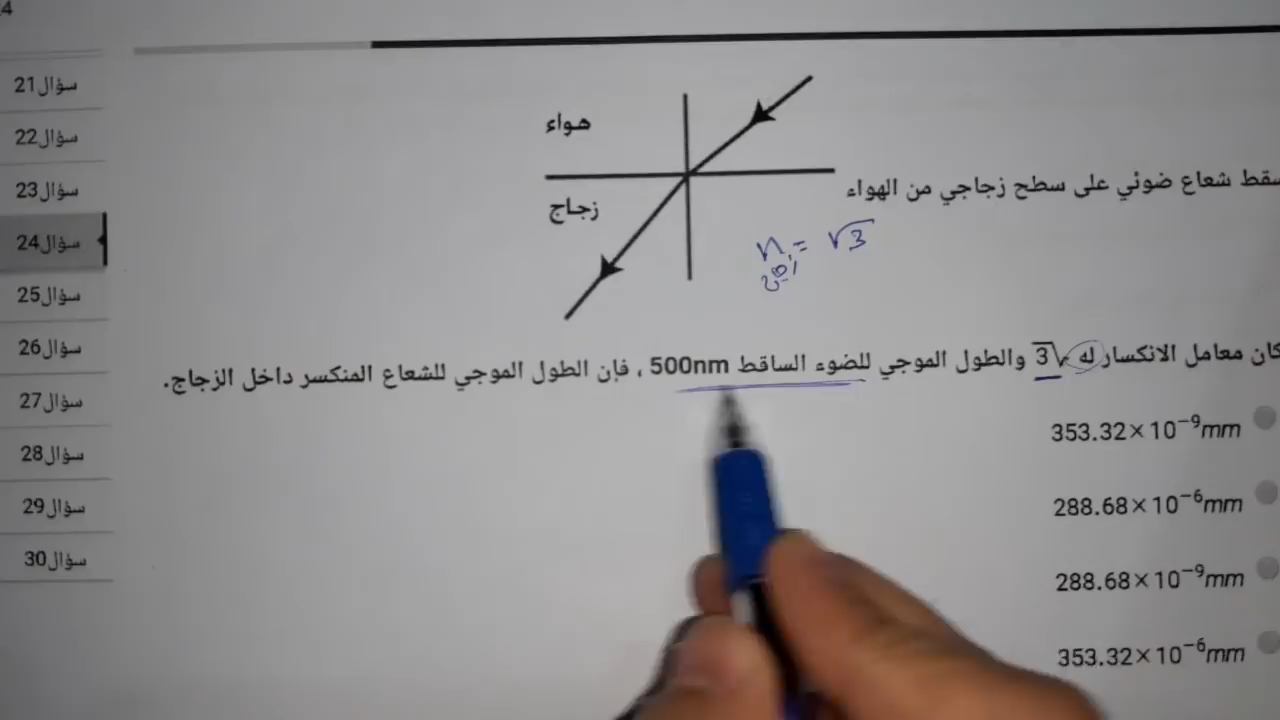 4
سؤال21
سؤال22
سؤال23
سؤال24
سؤال25
سؤال26
سؤال27
سؤال28
سؤال29
سؤال30
هواء
زجاج
سقط شعاع ضوئي على سطح زجاجي من الهواء
n = √3
كان معامل الانكسار له √3 والطول الموجي للضوء الساقط 500nm ، فإن الطول الموجي للشعاع المنكسر داخل الزجاج.
353.32×10⁻⁹mm
288.68×10⁻⁶mm
288.68×10⁻⁹mm
353.32×10⁻⁶mm